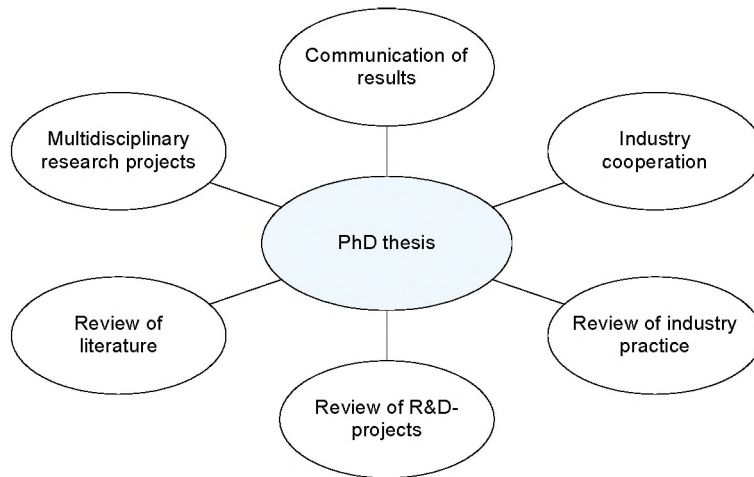 Communication of
results
Multidisciplinary
research projects
Industry
cooperation
PhD thesis
Review of
literature
Review of industry
practice
Review of R&D-
projects